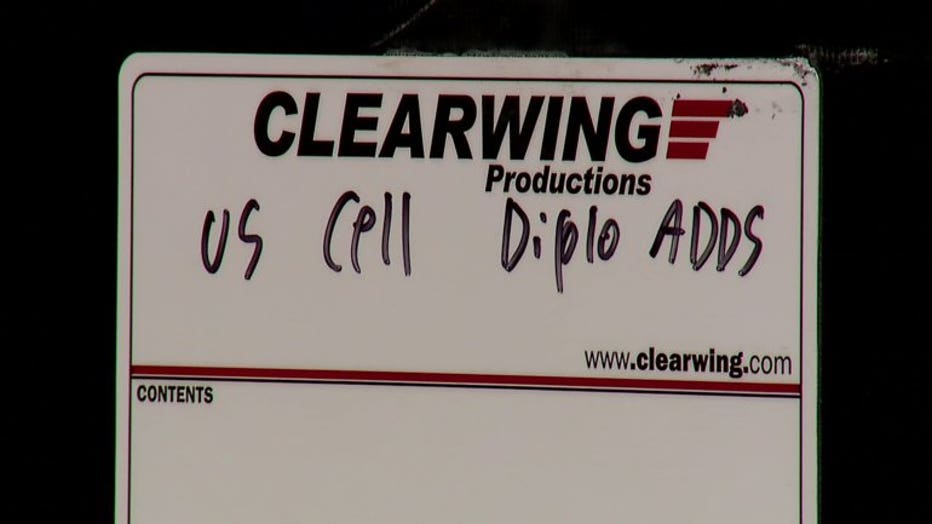 CLEARWING
Productions
US Cell Diplo ADDS
www.clearwing.com
CONTENTS